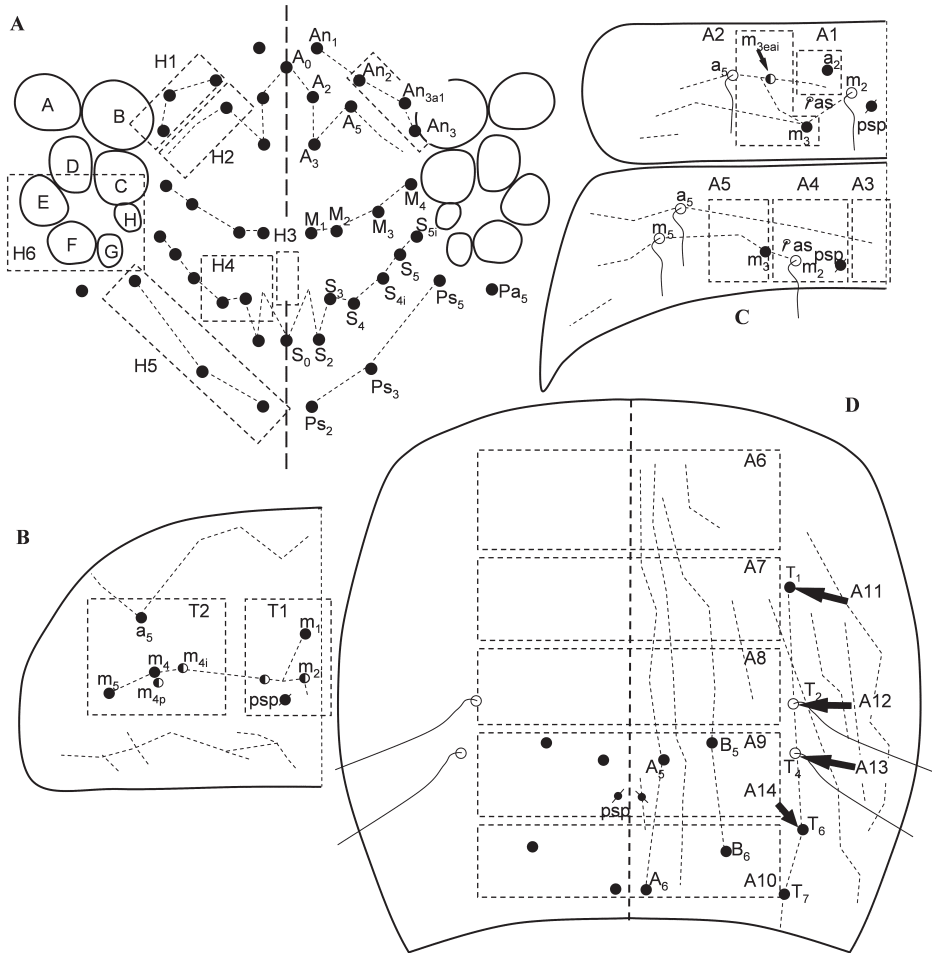 A
An1
A0
H1
An2
A2
An3a1
A
B
A5
An3
H2
A3
D
C
M4
E
H
M1
M2
M3
H3
S5i
H6
F
G
H4
S5
S4i
Ps5
Pa5
S3
S4
S0
S2
H5
Ps3
Ps2
A2
m3eai
A1
a5
a2
m2
as
psp
m3
A5
A4
A3
a5
m5
as
psp
m3
m2
C
D
A6
A7
T1
A11
A8
T2
A12
A9
B5
A5
T4
A13
psp
A14
T6
B6
A6
A10
T7
B
T2
T1
a5
m1
m4
m4i
m5
m4p
m2
psp